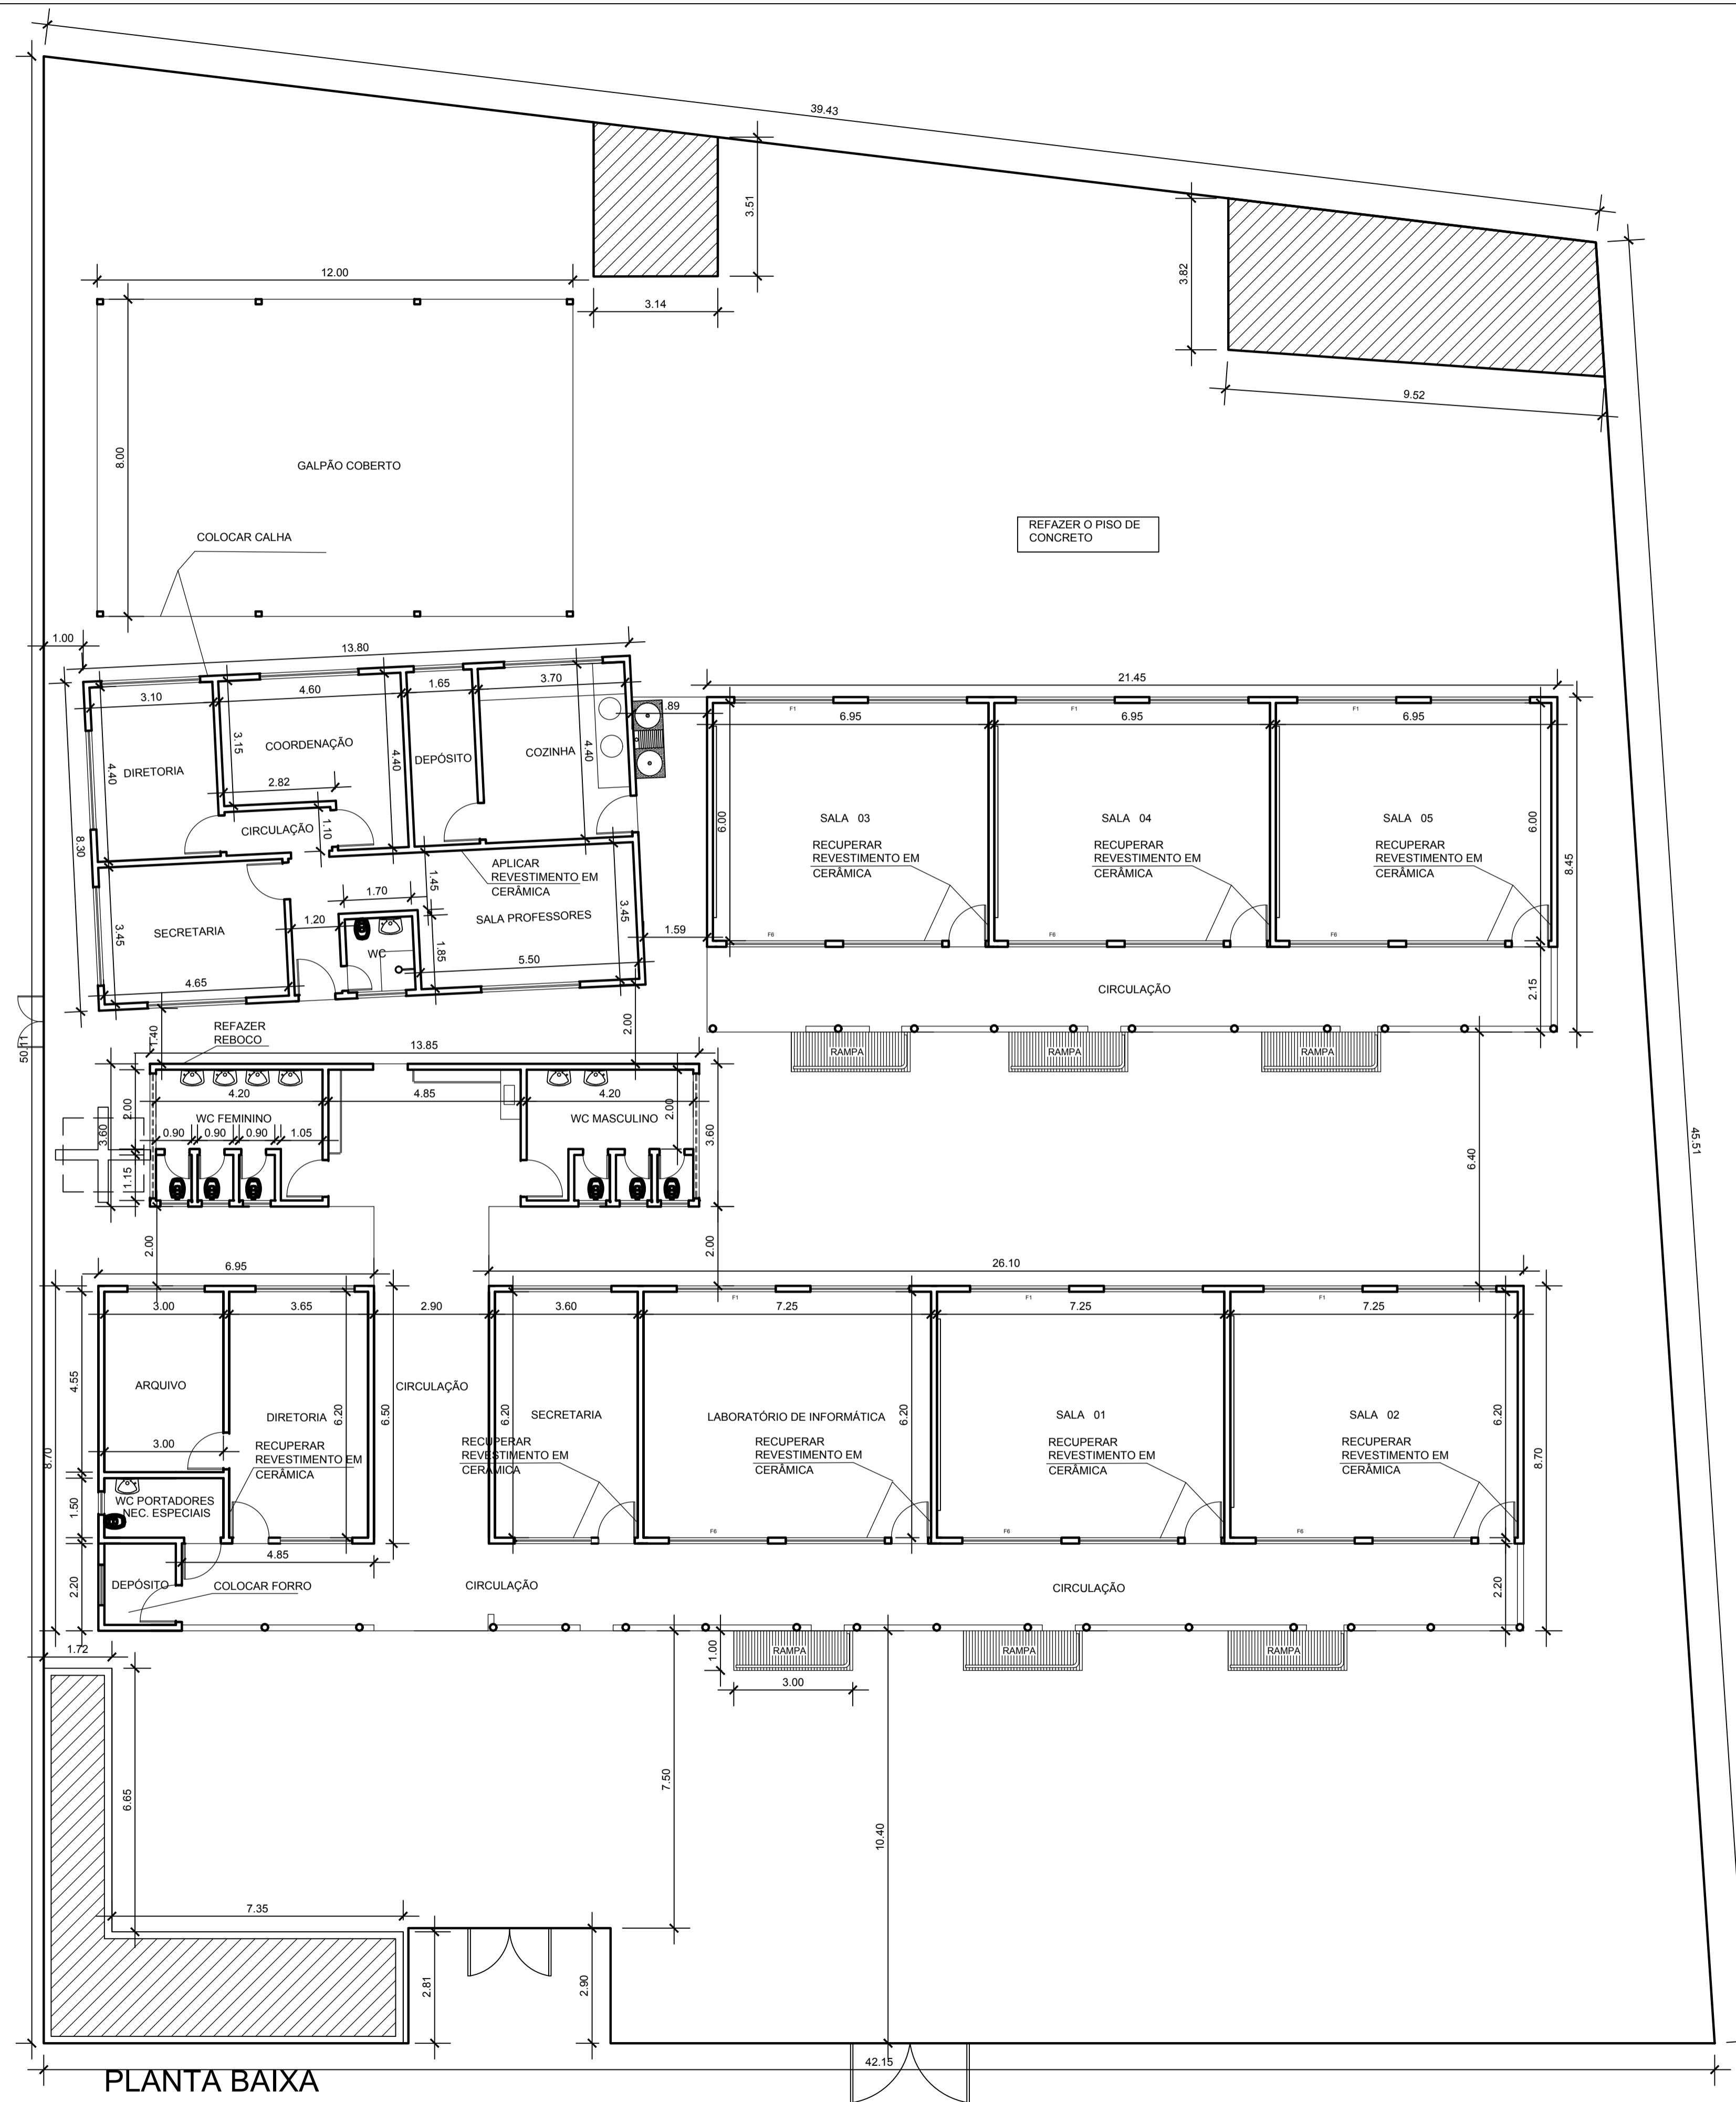 39.43
3.51
3.82
12.00
3.14
9.52
8.00
GALPÃO COBERTO
REFAZER O PISO DE
CONCRETO
COLOCAR CALHA
1.00
13.80
21.45
3.10
4.60
1.65
3.70
1.89
F1
F1
F1
6.95
6.95
6.95
3.15
COORDENAÇÃO
4.40
DEPÓSITO
COZINHA
4.40
4.40
DIRETORIA
2.82
CIRCULAÇÃO
1.10
8.30
6.00
SALA 03
RECUPERAR
REVESTIMENTO EM
CERÂMICA
SALA 04
RECUPERAR
REVESTIMENTO EM
CERÂMICA
SALA 05
RECUPERAR
REVESTIMENTO EM
CERÂMICA
6.00
8.45
APLICAR
REVESTIMENTO EM
CERÂMICA
1.45
1.70
1.20
SALA PROFESSORES
3.45
3.45
SECRETARIA
WC
1.85
1.59
F6
F6
F6
5.50
4.65
CIRCULAÇÃO
2.15
REFAZER
REBOCO
1.40
2.00
50.11
13.85
RAMPA
RAMPA
RAMPA
4.20
4.85
4.20
2.00
WC FEMININO
WC MASCULINO
2.00
3.60
0.90
0.90
0.90
1.05
3.60
1.15
6.40
45.51
2.00
2.00
6.95
26.10
F1
F1
F1
3.00
3.65
2.90
3.60
7.25
7.25
7.25
4.55
ARQUIVO
CIRCULAÇÃO
DIRETORIA
6.20
6.50
6.20
SECRETARIA
LABORATÓRIO DE INFORMÁTICA
6.20
SALA 01
SALA 02
6.20
3.00
RECUPERAR
REVESTIMENTO EM
CERÂMICA
RECUPERAR
REVESTIMENTO EM
CERÂMICA
RECUPERAR
REVESTIMENTO EM
CERÂMICA
RECUPERAR
REVESTIMENTO EM
CERÂMICA
RECUPERAR
REVESTIMENTO EM
CERÂMICA
8.70
8.70
1.50
WC PORTADORES
NEC. ESPECIAIS
F6
F6
F6
4.85
2.20
DEPÓSITO
COLOCAR FORRO
CIRCULAÇÃO
CIRCULAÇÃO
2.20
1.72
1.00
RAMPA
RAMPA
RAMPA
3.00
6.65
7.50
10.40
7.35
2.81
2.90
42.15
PLANTA BAIXA